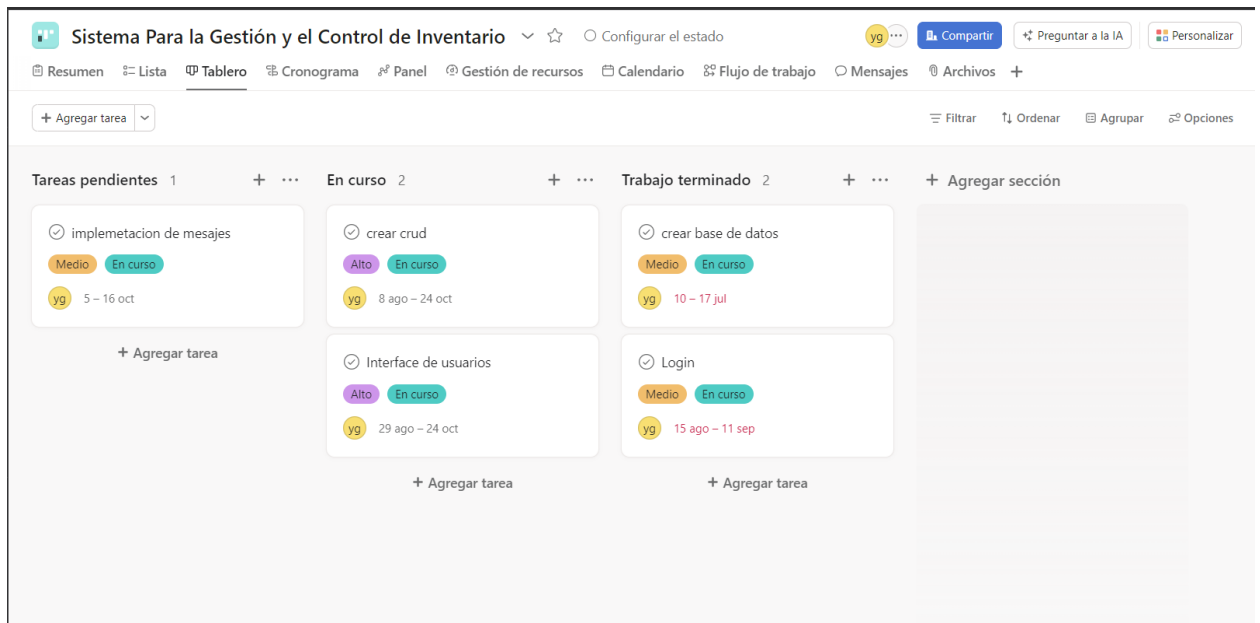 Sistema Para la Gestión y el Control de Inventario
Configurar el estado
yg
Compartir
Preguntar a la IA
Personalizar
Resumen Lista Tablero Cronograma Panel Gestión de recursos Calendario Flujo de trabajo Mensajes Archivos +
+ Agregar tarea
Filtrar Ordenar Agrupar Opciones
Tareas pendientes 1
implemetacion de mesajes
Medio En curso
yg 5 – 16 oct
+ Agregar tarea
En curso 2
crear crud
Alto En curso
yg 8 ago – 24 oct
Interface de usuarios
Alto En curso
yg 29 ago – 24 oct
+ Agregar tarea
Trabajo terminado 2
crear base de datos
Medio En curso
yg 10 – 17 jul
Login
Medio En curso
yg 15 ago – 11 sep
+ Agregar tarea
+ Agregar sección